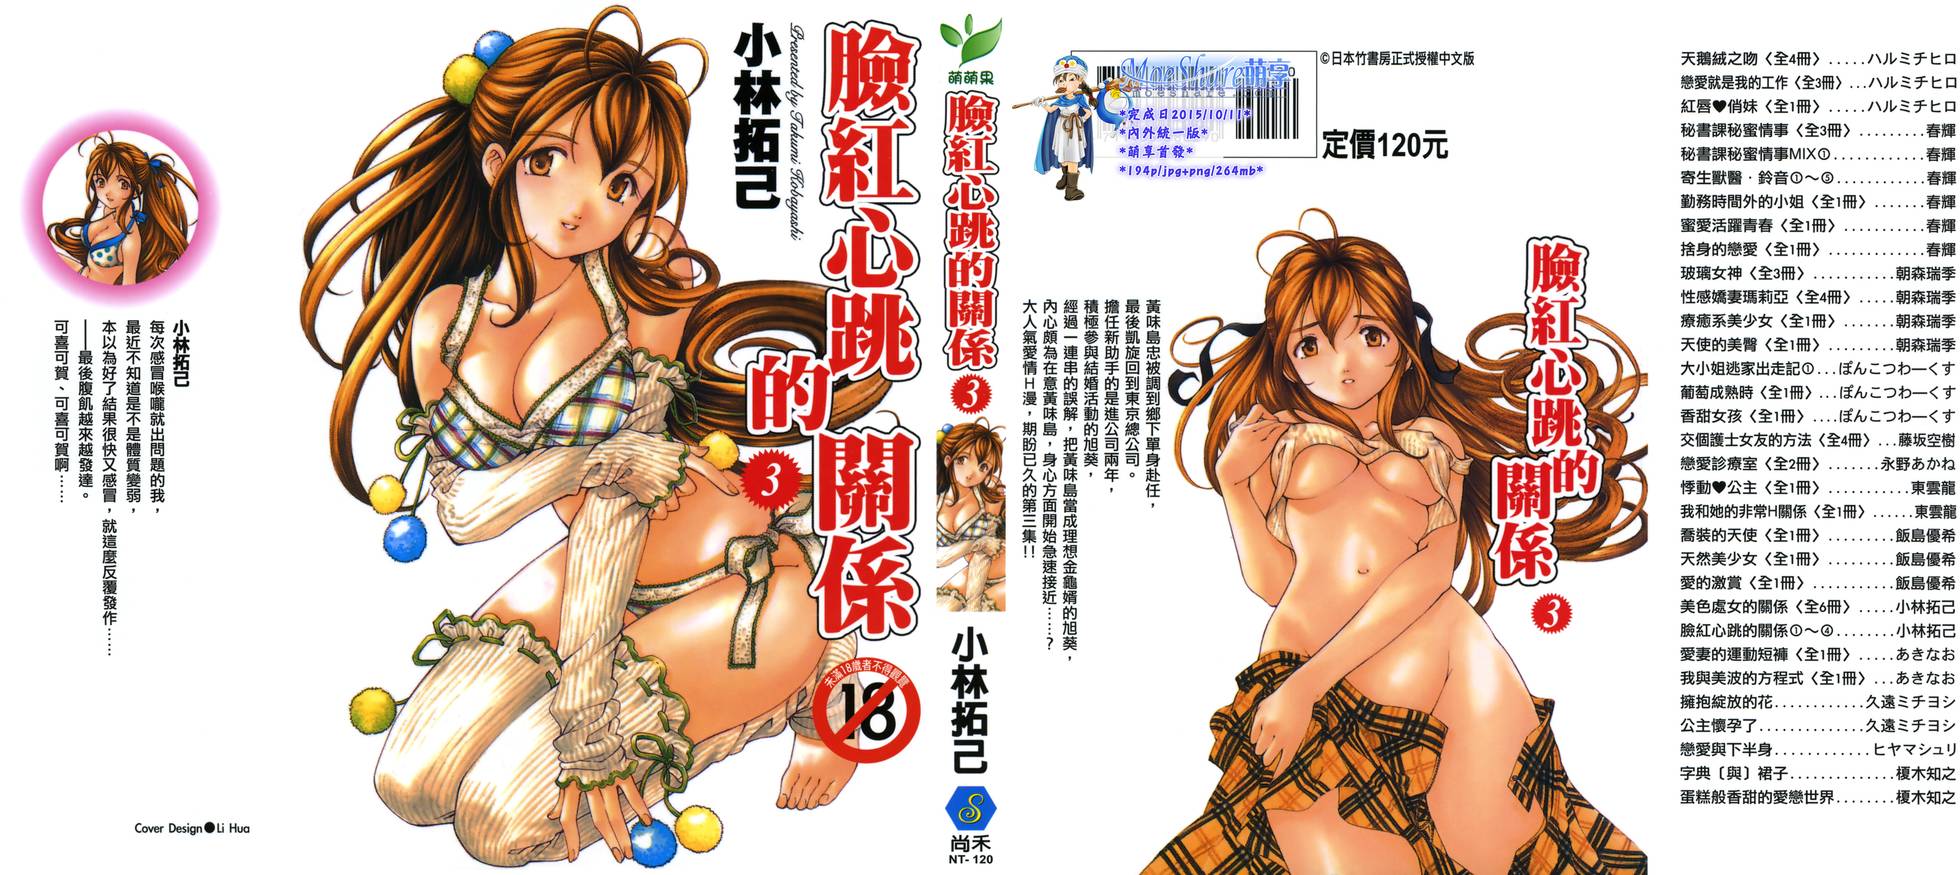 小林拓己
每次感冒喉嚨就出問題的我，
最近不知道是不是體質變弱，
本以為好了結果很快又感冒，就這麼反覆發作……
——最後腹飢越來越發達。
可喜可賀、可喜可賀啊……
Cover Design●Li Hua
臉紅心跳的關係
3
小林拓己
Presented by Takumi Kobayashi
未滿18歲者不得觀覽
18
萌萌果
臉紅心跳的關係
3
小林拓己
S
尚禾
NT- 120
©日本竹書房正式授權中文版
MoeShare萌享
moeshare
*完成日2015/10/11*
*內外統一版*
*萌享首發*
*194p/jpg+png/264mb*
定價120元
黃味島忠被調到鄉下單身赴任，
最後凱旋回到東京總公司。
擔任新助手的是進公司兩年，
積極參與結婚活動的旭葵，
經過一連串的誤解，把黃味島當成理想金龜婿的旭葵，
內心頗為在意黃味島，身心方面開始急速接近……?
大人氣愛情H漫，期盼已久的第三集!!
臉紅心跳的關係
3
天鵝絨之吻〈全4冊〉.....ハルミチヒロ
戀愛就是我的工作〈全3冊〉...ハルミチヒロ
紅唇♥俏妹〈全1冊〉.....ハルミチヒロ
秘書課秘蜜情事〈全3冊〉........春輝
秘書課秘蜜情事MIX①............春輝
寄生獸醫‧鈴音①～⑤..........春輝
勤務時間外的小姐〈全1冊〉.......春輝
蜜愛活躍青春〈全1冊〉..........春輝
捨身的戀愛〈全1冊〉...........春輝
玻璃女神〈全3冊〉..........朝森瑞季
性感嬌妻瑪莉亞〈全4冊〉.....朝森瑞季
療癒系美少女〈全1冊〉.......朝森瑞季
天使的美臀〈全1冊〉........朝森瑞季
大小姐逃家出走記①...ぽんこつわーくす
葡萄成熟時〈全1冊〉...ぽんこつわーくす
香甜女孩〈全1冊〉....ぽんこつわーくす
交個護士女友的方法〈全4冊〉...藤坂空樹
戀愛診療室〈全2冊〉.......永野あかね
悸動♥公主〈全1冊〉...........東雲龍
我和她的非常H關係〈全1冊〉......東雲龍
喬裝的天使〈全1冊〉........飯島優希
天然美少女〈全1冊〉........飯島優希
愛的激賞〈全1冊〉..........飯島優希
美色處女的關係〈全6冊〉.....小林拓己
臉紅心跳的關係①～④........小林拓己
愛妻的運動短褲〈全1冊〉.....あきなお
我與美波的方程式〈全1冊〉...あきなお
擁抱綻放的花............久遠ミチヨシ
公主懷孕了..............久遠ミチヨシ
戀愛與下半身............ヒヤマシュリ
字典〔與〕裙子..............榎木知之
蛋糕般香甜的愛戀世界........榎木知之